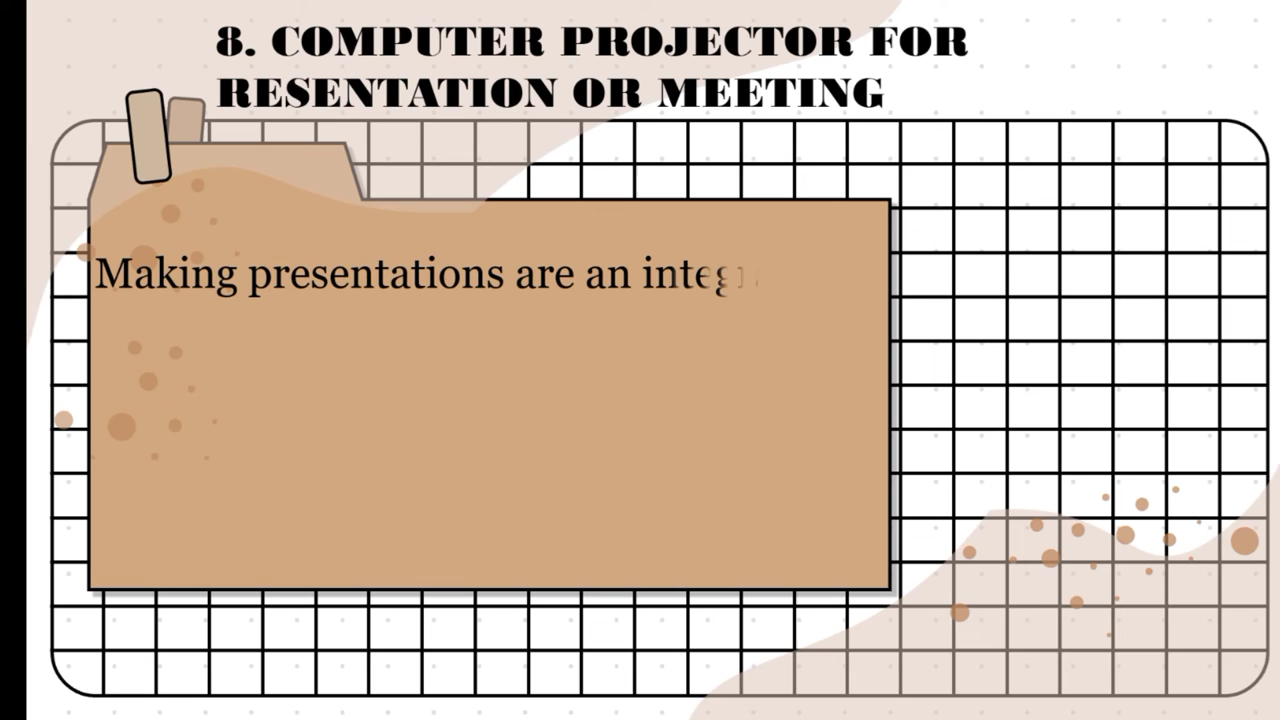 8. COMPUTER PROJECTOR FOR
RESENTATION OR MEETING
Making presentations are an